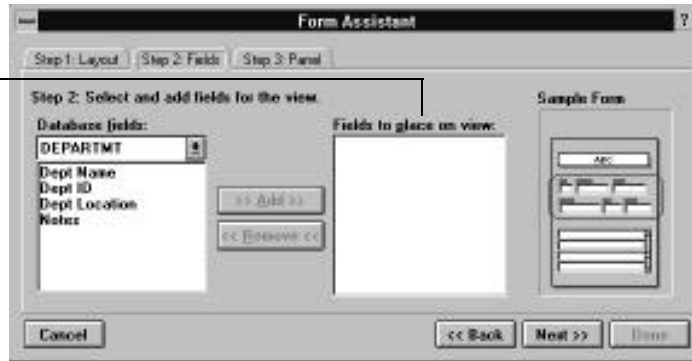 Form Assistant ?
Step 1: Layout Step 2: Fields Step 3: Panel
Step 2: Select and add fields for the view.
Sample Form
Database fields:
Fields to place on view:
DEPARTMT
Dept Name
Dept ID
Dept Location
Notes
>> Add >>
<< Remove <<
ABC
Cancel
<< Back
Next >>
Done